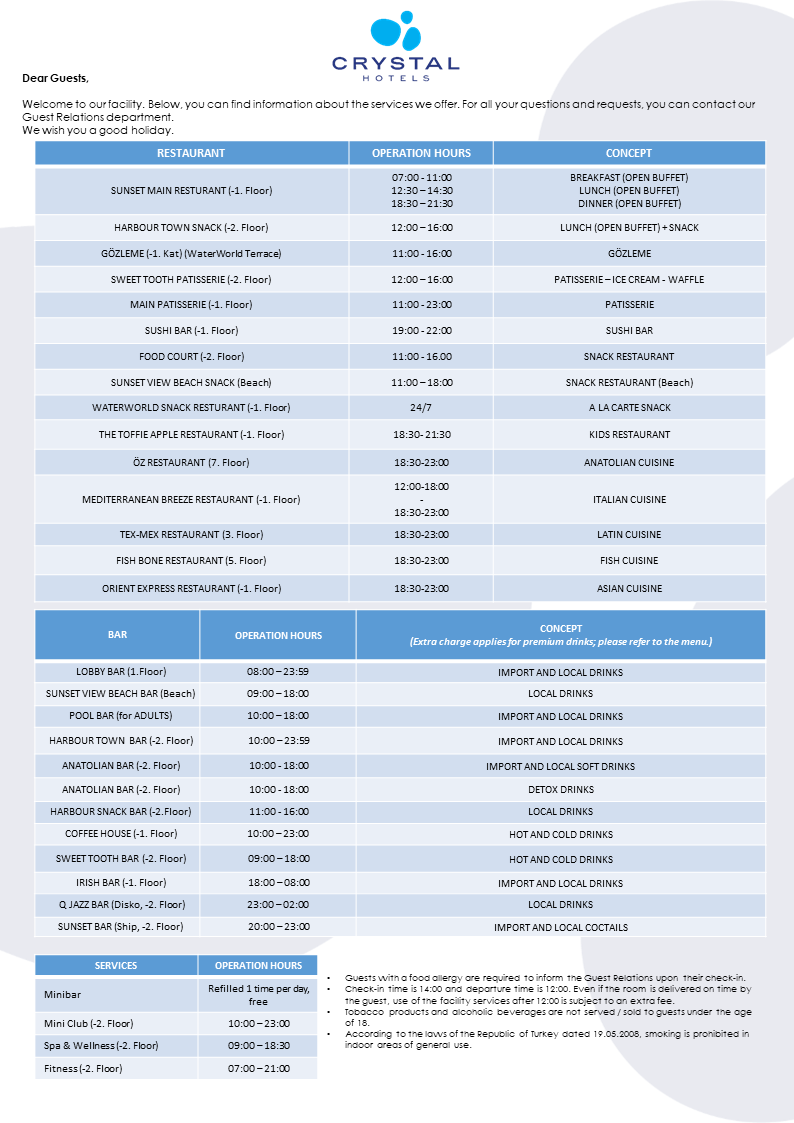 CRYSTAL
HOTELS
Dear Guests,
Welcome to our facility. Below, you can find information about the services we offer. For all your questions and requests, you can contact our
Guest Relations department.
We wish you a good holiday.
RESTAURANT OPERATION HOURS CONCEPT
SUNSET MAIN RESTURANT (-1. Floor) 07:00 - 11:00 BREAKFAST (OPEN BUFFET)
12:30 – 14:30 LUNCH (OPEN BUFFET)
18:30 – 21:30 DINNER (OPEN BUFFET)
HARBOUR TOWN SNACK (-2. Floor) 12:00 – 16:00 LUNCH (OPEN BUFFET) + SNACK
GÖZLEME (-1. Kat) (WaterWorld Terrace) 11:00 - 16:00 GÖZLEME
SWEET TOOTH PATISSERIE (-2. Floor) 12:00 – 16:00 PATISSERIE – ICE CREAM - WAFFLE
MAIN PATISSERIE (-1. Floor) 11:00 - 23:00 PATISSERIE
SUSHI BAR (-1. Floor) 19:00 - 22:00 SUSHI BAR
FOOD COURT (-2. Floor) 11:00 - 16.00 SNACK RESTAURANT
SUNSET VIEW BEACH SNACK (Beach) 11:00 – 18:00 SNACK RESTAURANT (Beach)
WATERWORLD SNACK RESTURANT (-1. Floor) 24/7 A LA CARTE SNACK
THE TOFFIE APPLE RESTAURANT (-1. Floor) 18:30- 21:30 KIDS RESTAURANT
ÖZ RESTAURANT (7. Floor) 18:30-23:00 ANATOLIAN CUISINE
MEDITERRANEAN BREEZE RESTAURANT (-1. Floor) 12:00-18:00 ITALIAN CUISINE
-
18:30-23:00
TEX-MEX RESTAURANT (3. Floor) 18:30-23:00 LATIN CUISINE
FISH BONE RESTAURANT (5. Floor) 18:30-23:00 FISH CUISINE
ORIENT EXPRESS RESTAURANT (-1. Floor) 18:30-23:00 ASIAN CUISINE
BAR OPERATION HOURS CONCEPT
(Extra charge applies for premium drinks; please refer to the menu.)
LOBBY BAR (1.Floor) 08:00 – 23:59 IMPORT AND LOCAL DRINKS
SUNSET VIEW BEACH BAR (Beach) 09:00 – 18:00 LOCAL DRINKS
POOL BAR (for ADULTS) 10:00 – 18:00 IMPORT AND LOCAL DRINKS
HARBOUR TOWN BAR (-2. Floor) 10:00 – 23:59 IMPORT AND LOCAL DRINKS
ANATOLIAN BAR (-2. Floor) 10:00 - 18:00 IMPORT AND LOCAL SOFT DRINKS
ANATOLIAN BAR (-2. Floor) 10:00 - 18:00 DETOX DRINKS
HARBOUR SNACK BAR (-2.Floor) 11:00 - 16:00 LOCAL DRINKS
COFFEE HOUSE (-1. Floor) 10:00 – 23:00 HOT AND COLD DRINKS
SWEET TOOTH BAR (-2. Floor) 09:00 – 18:00 HOT AND COLD DRINKS
IRISH BAR (-1. Floor) 18:00 – 08:00 IMPORT AND LOCAL DRINKS
Q JAZZ BAR (Disko, -2. Floor) 23:00 – 02:00 LOCAL DRINKS
SUNSET BAR (Ship, -2. Floor) 20:00 – 23:00 IMPORT AND LOCAL COCTAILS
SERVICES OPERATION HOURS
Minibar Refilled 1 time per day,
free
Mini Club (-2. Floor) 10:00 – 23:00
Spa & Wellness (-2. Floor) 09:00 – 18:30
Fitness (-2. Floor) 07:00 – 21:00
• Guests with a food allergy are required to inform the Guest Relations upon their check-in.
• Check-in time is 14:00 and departure time is 12:00. Even if the room is delivered on time by
the guest, use of the facility services after 12:00 is subject to an extra fee.
• Tobacco products and alcoholic beverages are not served / sold to guests under the age
of 18.
• According to the laws of the Republic of Turkey dated 19.05.2008, smoking is prohibited in
indoor areas of general use.